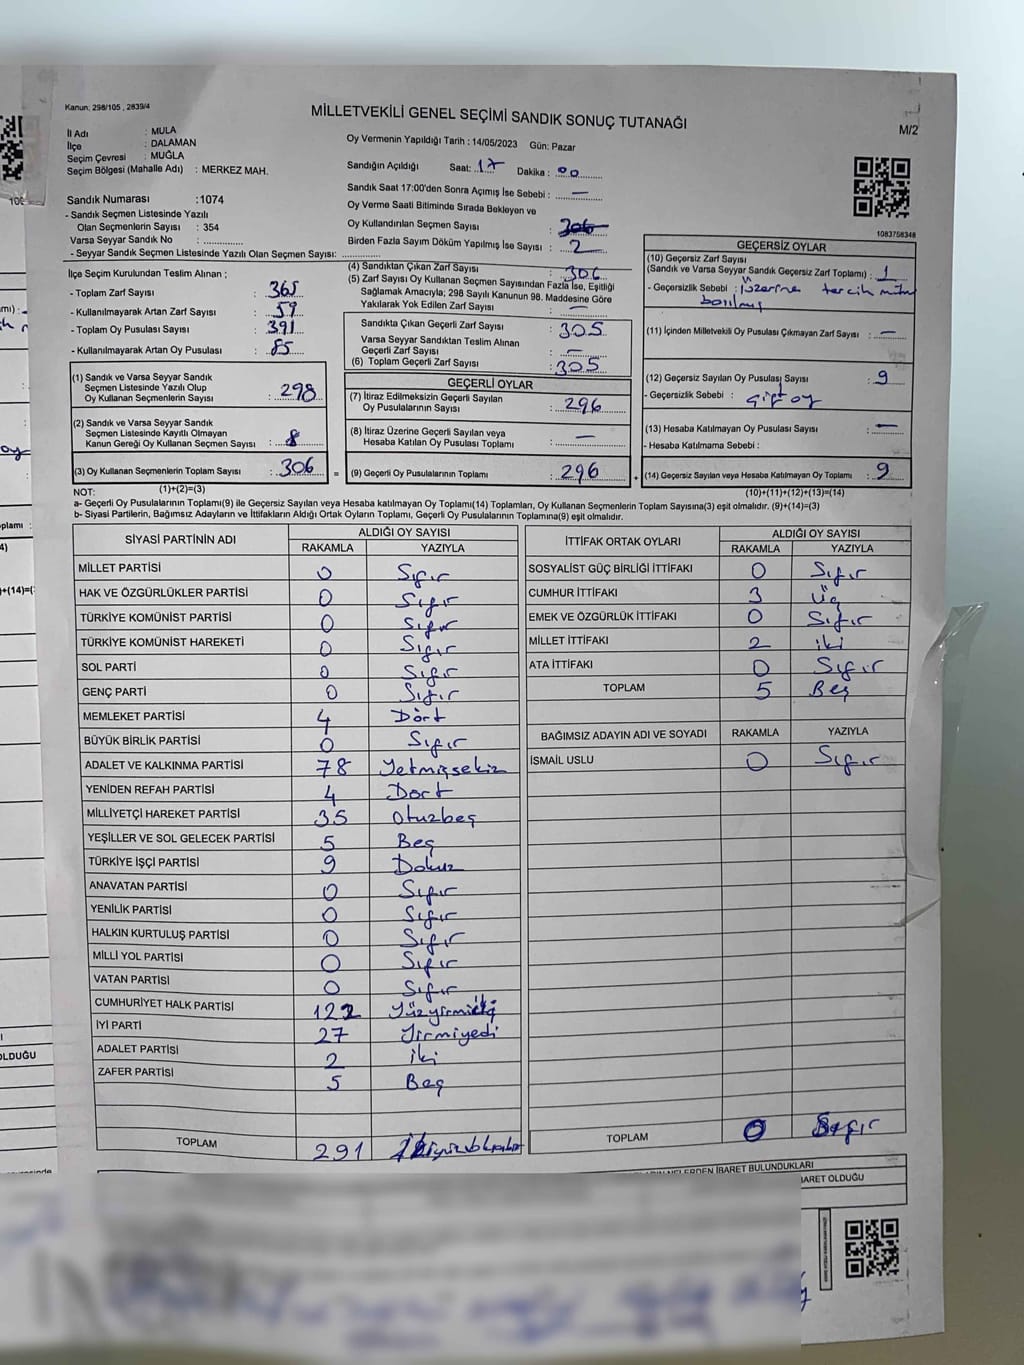 Kanun: 298/105 , 2839/4
MİLLETVEKİLİ GENEL SEÇİMİ SANDIK SONUÇ TUTANAĞI
M/2
İl Adı : MULA
İlçe : DALAMAN
Seçim Çevresi : MUĞLA
Seçim Bölgesi (Mahalle Adı) : MERKEZ MAH.
Oy Vermenin Yapıldığı Tarih : 14/05/2023 Gün: Pazar
Sandığın Açıldığı Saat: 17 Dakika : 00
Sandık Saat 17:00'den Sonra Açımış İse Sebebi : —
Oy Verme Saati Bitiminde Sırada Bekleyen ve
Oy Kullandırılan Seçmen Sayısı : 306
Birden Fazla Sayım Döküm Yapılmış İse Sayısı : 2
Sandık Numarası :1074
- Sandık Seçmen Listesinde Yazılı
Olan Seçmenlerin Sayısı : 354
Varsa Seyyar Sandık No :
- Seyyar Sandık Seçmen Listesinde Yazılı Olan Seçmen Sayısı:
1083758348
İlçe Seçim Kurulundan Teslim Alınan ;
- Toplam Zarf Sayısı : 365
- Kullanılmayarak Artan Zarf Sayısı : 59
- Toplam Oy Pusulası Sayısı : 391
- Kullanılmayarak Artan Oy Pusulası : 85
(4) Sandıktan Çıkan Zarf Sayısı : 306
(5) Zarf Sayısı Oy Kullanan Seçmen Sayısından Fazla İse, Eşitliği
Sağlamak Amacıyla; 298 Sayılı Kanunun 98. Maddesine Göre
Yakılarak Yok Edilen Zarf Sayısı : —
Sandıkta Çıkan Geçerli Zarf Sayısı : 305
Varsa Seyyar Sandıktan Teslim Alınan
Geçerli Zarf Sayısı : —
(6) Toplam Geçerli Zarf Sayısı : 305
GEÇERSİZ OYLAR
(10) Geçersiz Zarf Sayısı
(Sandık ve Varsa Seyyar Sandık Geçersiz Zarf Toplamı) : 1
- Geçersizlik Sebebi : üzerine tercih
(11) İçinden Milletvekili Oy Pusulası Çıkmayan Zarf Sayısı : —
(12) Geçersiz Sayılan Oy Pusulası Sayısı : 9
- Geçersizlik Sebebi : çift oy
(13) Hesaba Katılmayan Oy Pusulası Sayısı : —
- Hesaba Katılmama Sebebi :
(14) Geçersiz Sayılan veya Hesaba Katılmayan Oy Toplamı : 9
(1) Sandık ve Varsa Seyyar Sandık
Seçmen Listesinde Yazılı Olup
Oy Kullanan Seçmenlerin Sayısı : 298
(2) Sandık ve Varsa Seyyar Sandık
Seçmen Listesinde Kayıtlı Olmayan
Kanun Gereği Oy Kullanan Seçmen Sayısı : 8
(3) Oy Kullanan Seçmenlerin Toplam Sayısı : 306 =
GEÇERLİ OYLAR
(7) İtiraz Edilmeksizin Geçerli Sayılan
Oy Pusulalarının Sayısı : 296
(8) İtiraz Üzerine Geçerli Sayılan veya
Hesaba Katılan Oy Pusulası Toplamı : —
(9) Geçerli Oy Pusulalarının Toplamı : 296 +
NOT: (1)+(2)=(3) (10)+(11)+(12)+(13)=(14)
a- Geçerli Oy Pusulalarının Toplamı(9) ile Geçersiz Sayılan veya Hesaba katılmayan Oy Toplamı(14) Toplamları, Oy Kullanan Seçmenlerin Toplam Sayısına(3) eşit olmalıdır. (9)+(14)=(3)
b- Siyasi Partilerin, Bağımsız Adayların ve İttifakların Aldığı Ortak Oyların Toplamı, Geçerli Oy Pusulalarının Toplamına(9) eşit olmalıdır.
SİYASİ PARTİNİN ADI ALDIĞI OY SAYISI
RAKAMLA YAZIYLA
MİLLET PARTİSİ 0 Sıfır
HAK VE ÖZGÜRLÜKLER PARTİSİ 0 Sıfır
TÜRKİYE KOMÜNİST PARTİSİ 0 Sıfır
TÜRKİYE KOMÜNİST HAREKETİ 0 Sıfır
SOL PARTİ 0 Sıfır
GENÇ PARTİ 0 Sıfır
MEMLEKET PARTİSİ 4 Dört
BÜYÜK BİRLİK PARTİSİ 0 Sıfır
ADALET VE KALKINMA PARTİSİ 78 Yetmişsekiz
YENİDEN REFAH PARTİSİ 4 Dört
MİLLİYETÇİ HAREKET PARTİSİ 35 Otuzbeş
YEŞİLLER VE SOL GELECEK PARTİSİ 5 Beş
TÜRKİYE İŞÇİ PARTİSİ 9 Dokuz
ANAVATAN PARTİSİ 0 Sıfır
YENİLİK PARTİSİ 0 Sıfır
HALKIN KURTULUŞ PARTİSİ 0 Sıfır
MİLLİ YOL PARTİSİ 0 Sıfır
VATAN PARTİSİ 0 Sıfır
CUMHURİYET HALK PARTİSİ 122
İYİ PARTİ 27 Yirmiyedi
ADALET PARTİSİ 2 iki
ZAFER PARTİSİ 5 Beş
TOPLAM 291
İTTİFAK ORTAK OYLARI ALDIĞI OY SAYISI
RAKAMLA YAZIYLA
SOSYALİST GÜÇ BİRLİĞİ İTTİFAKI 0 Sıfır
CUMHUR İTTİFAKI 3 Üç
EMEK VE ÖZGÜRLÜK İTTİFAKI 0 Sıfır
MİLLET İTTİFAKI 2 iki
ATA İTTİFAKI 0 Sıfır
TOPLAM 5 Beş
BAĞIMSIZ ADAYIN ADI VE SOYADI RAKAMLA YAZIYLA
İSMAİL USLU 0 Sıfır
TOPLAM 0 Sıfır
NELERDEN İBARET BULUNDUKLARI
İBARET OLDUĞU